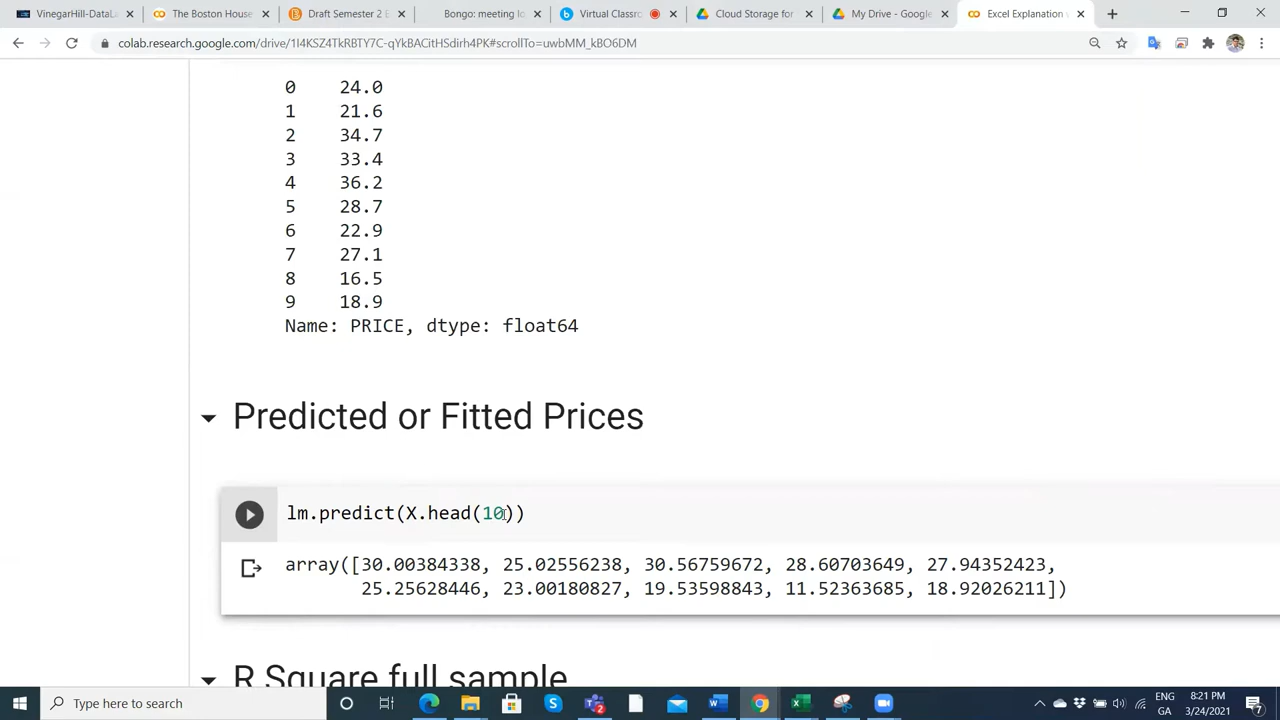 VinegarHill-DataLa
The Boston House
Draft Semester 2 E
Bongo: meeting lo
Virtual Classro
Cloud Storage for
My Drive - Google
Excel Explanation
colab.research.google.com/drive/1I4KSZ4TkRBTY7C-qYkBACitHSdirh4PK#scrollTo=uwbMM_kBO6DM
0 24.0
1 21.6
2 34.7
3 33.4
4 36.2
5 28.7
6 22.9
7 27.1
8 16.5
9 18.9
Name: PRICE, dtype: float64
Predicted or Fitted Prices
lm.predict(X.head(10))
array([30.00384338, 25.02556238, 30.56759672, 28.60703649, 27.94352423,
25.25628446, 23.00180827, 19.53598843, 11.52363685, 18.92026211])
R Square full sample
Type here to search
ENG
GA
8:21 PM
3/24/2021
7